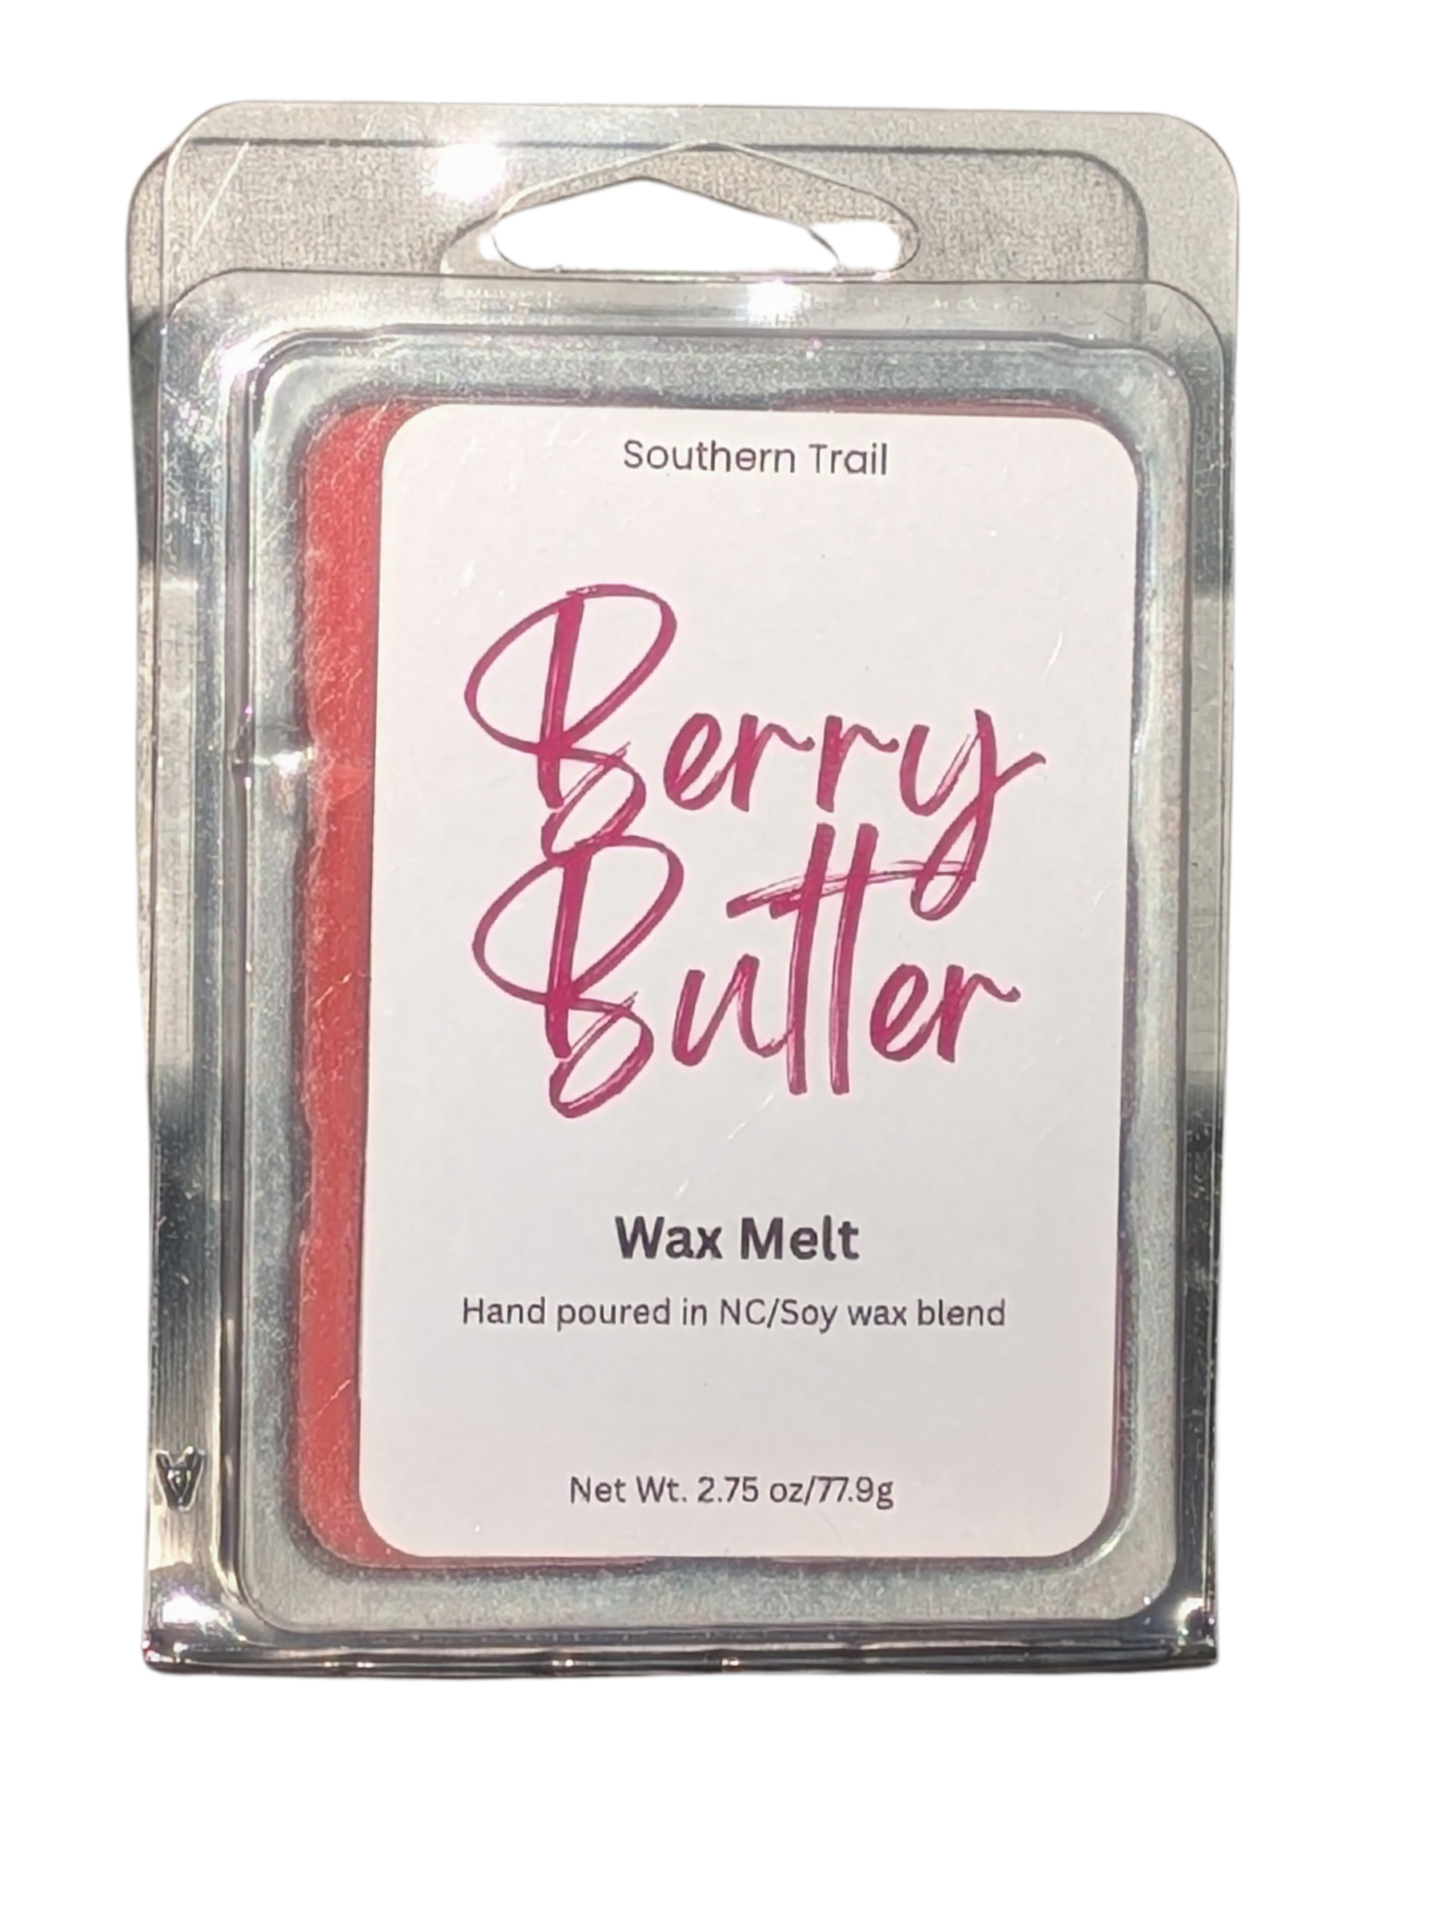 Southern Trail
Berry
Butter
Wax Melt
Hand poured in NC/Soy wax blend
Net Wt. 2.75 oz/77.9g